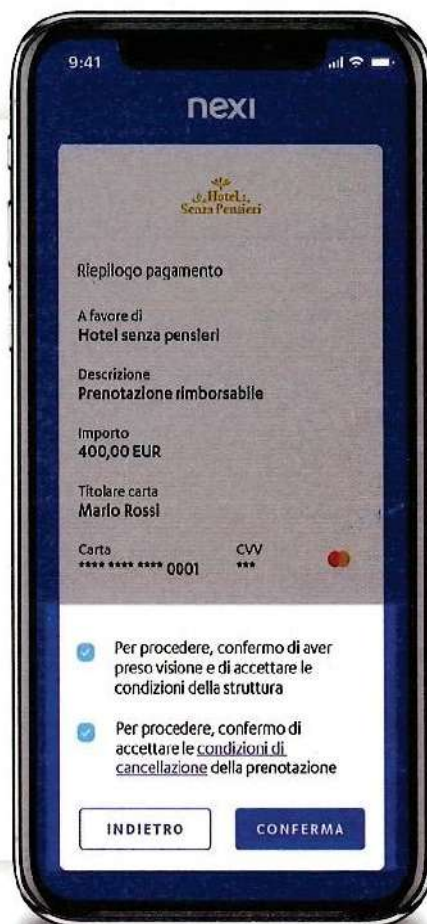 9:41
nexi
Hotel
Senza Pensieri
Riepilogo pagamento
A favore di
Hotel senza pensieri
Descrizione
Prenotazione rimborsabile
Importo
400,00 EUR
Titolare carta
Mario Rossi
Carta CVV
**** **** **** 0001 ***
Per procedere, confermo di aver
preso visione e di accettare le
condizioni della struttura
Per procedere, confermo di
accettare le condizioni di
cancellazione della prenotazione
INDIETRO CONFERMA